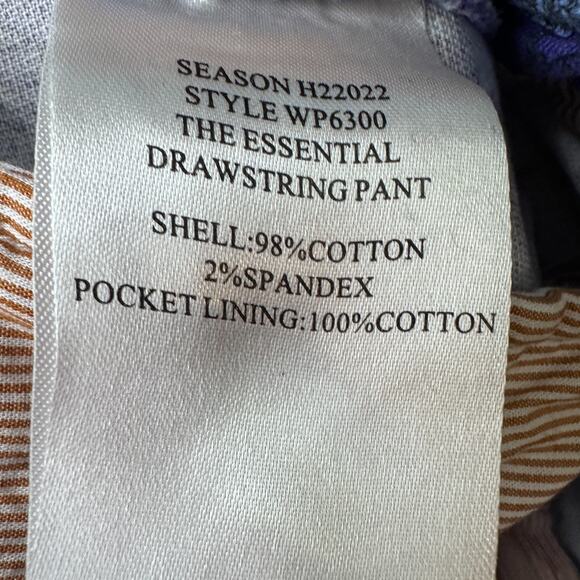 SEASON H22022
STYLE WP6300
THE ESSENTIAL
DRAWSTRING PANT
SHELL:98%COTTON
2%SPANDEX
POCKET LINING:100%COTTON